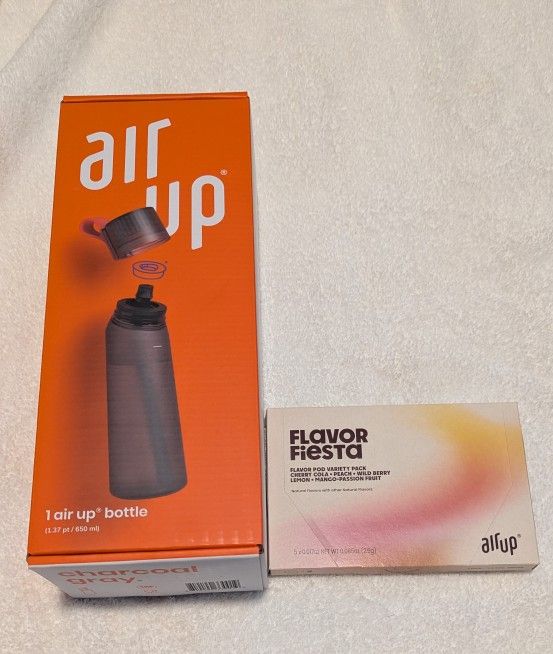 air
up®
1 air up® bottle
(1.37 pt / 650 ml)
charcoal
gray.
FLAVOR
FiESTA
FLAVOR POD VARIETY PACK
CHERRY COLA • PEACH • WILD BERRY
LEMON • MANGO-PASSION FRUIT
Natural Flavors with other Natural Flavors
air up®